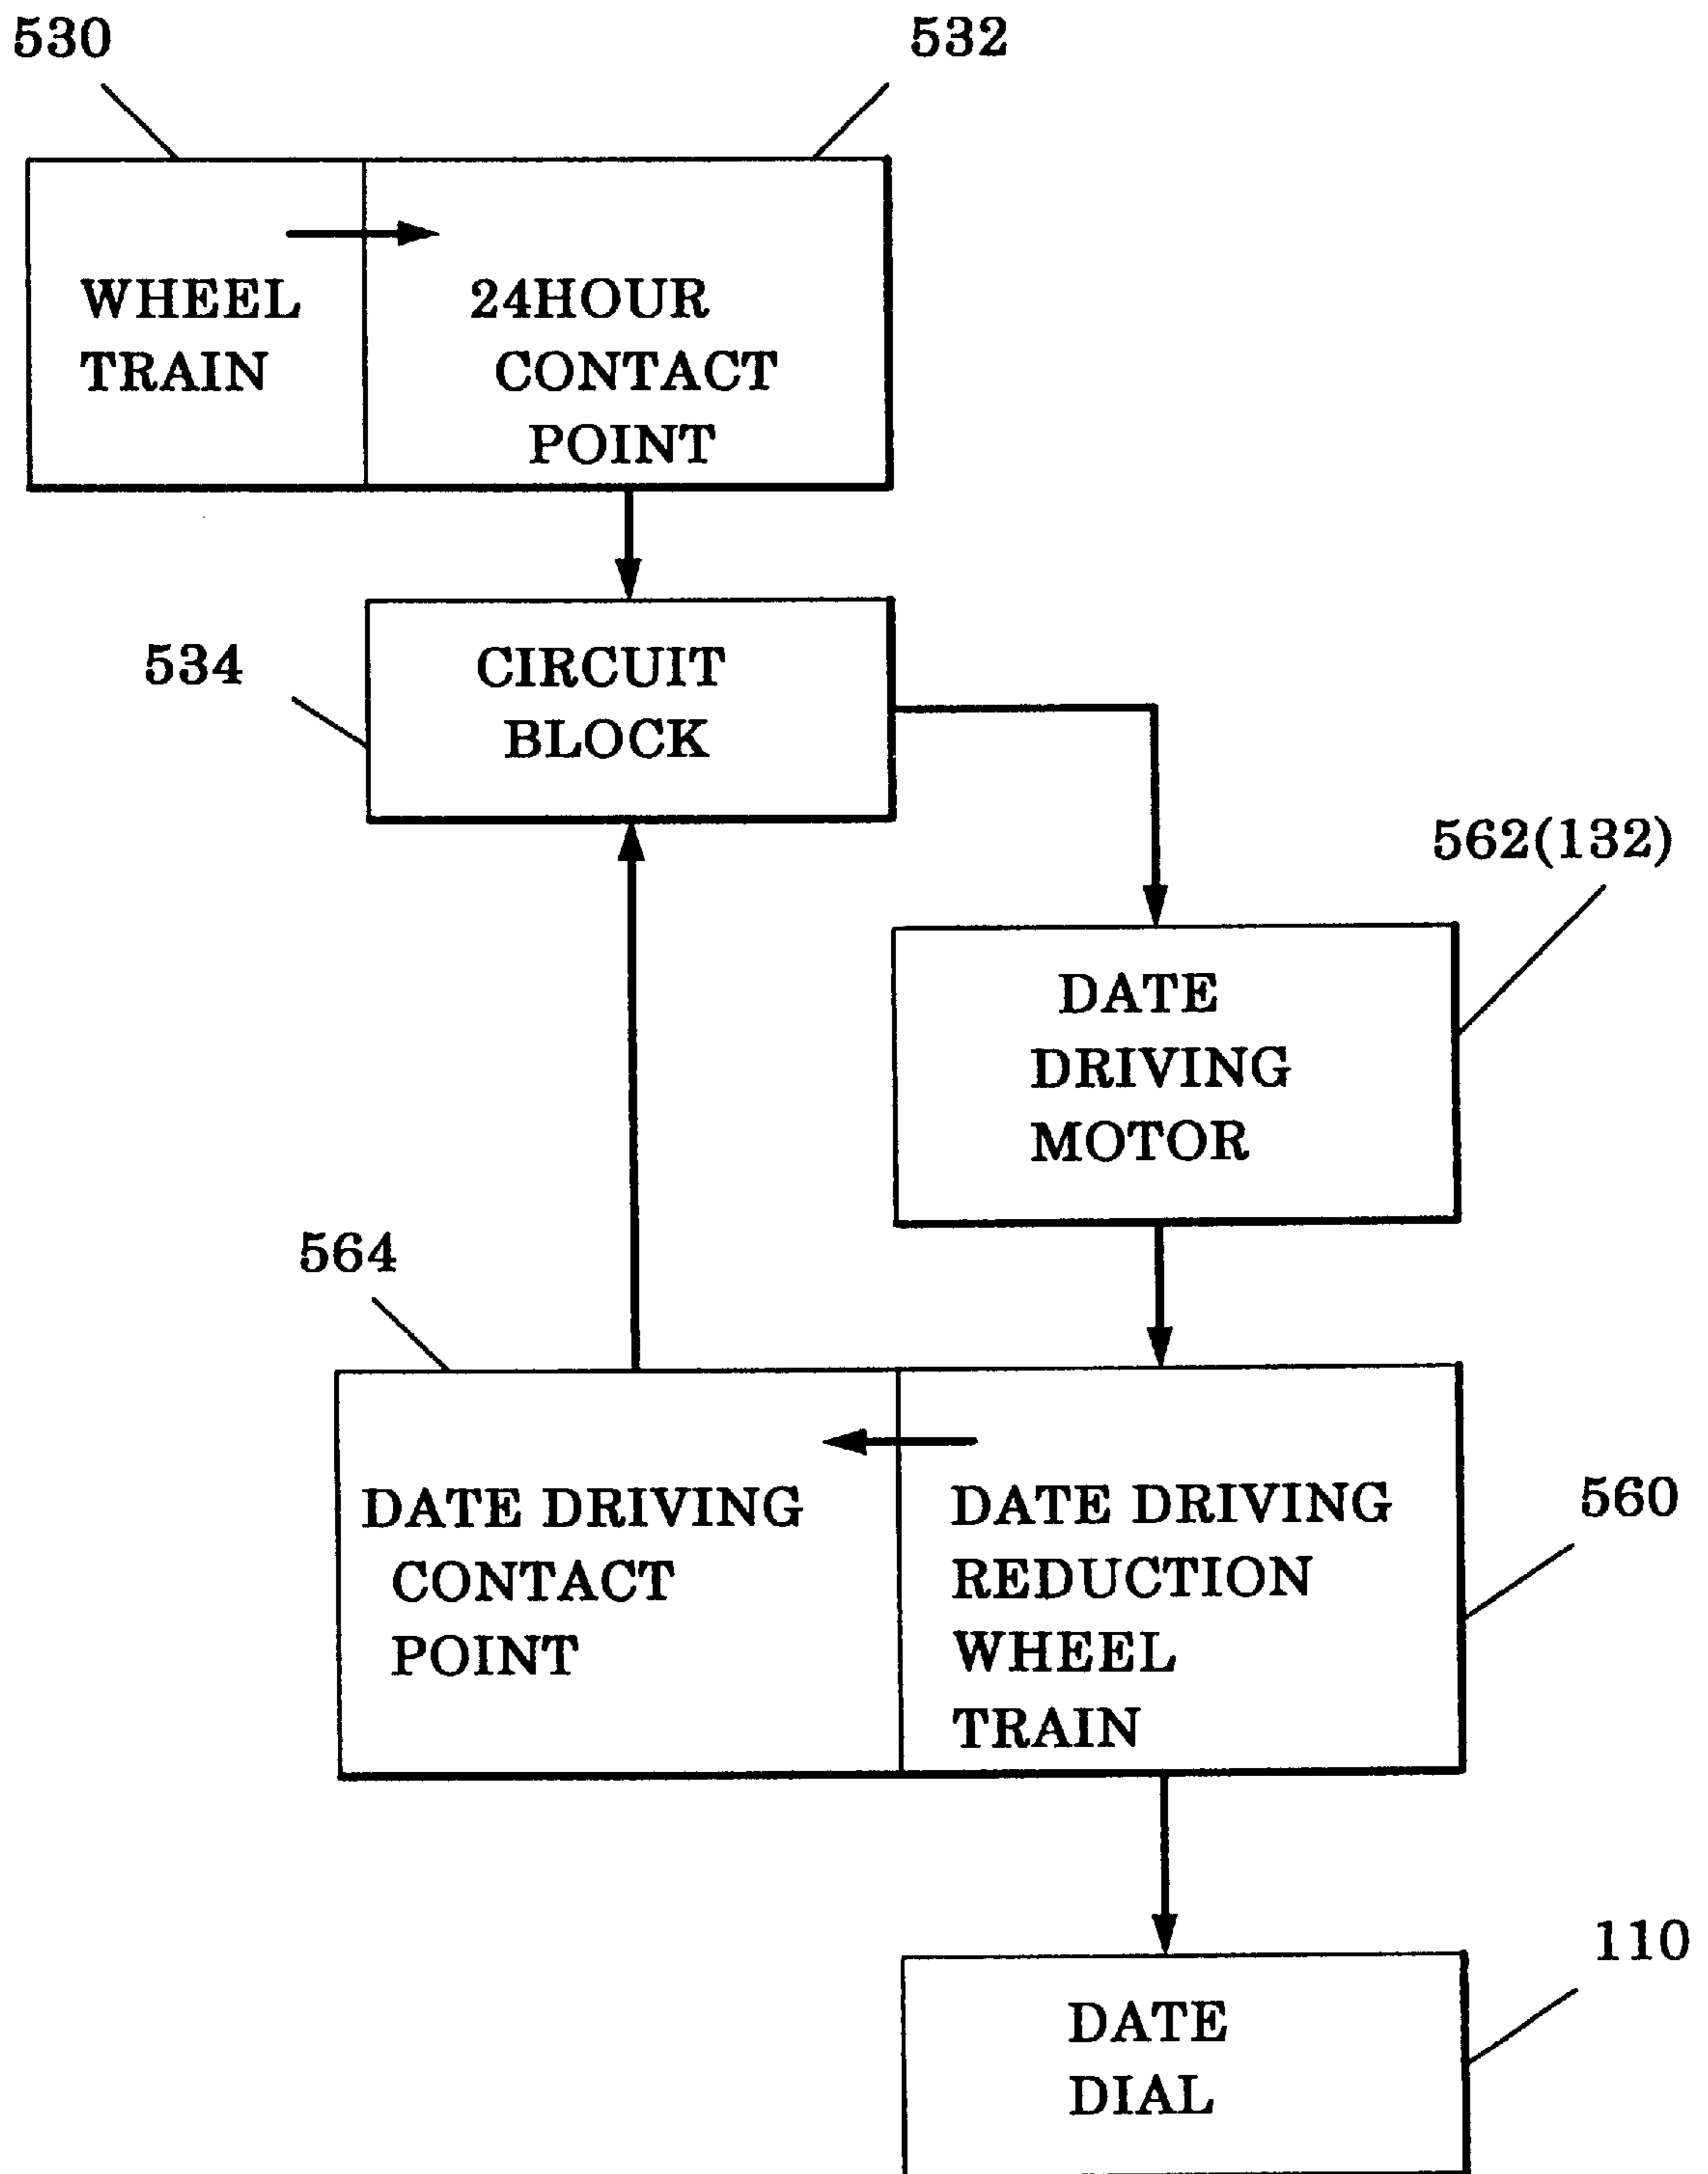 530
532
WHEEL
TRAIN
24HOUR
CONTACT
POINT
534
CIRCUIT
BLOCK
562(132)
DATE
DRIVING
MOTOR
564
DATE DRIVING
CONTACT
POINT
DATE DRIVING
REDUCTION
WHEEL
TRAIN
560
110
DATE
DIAL